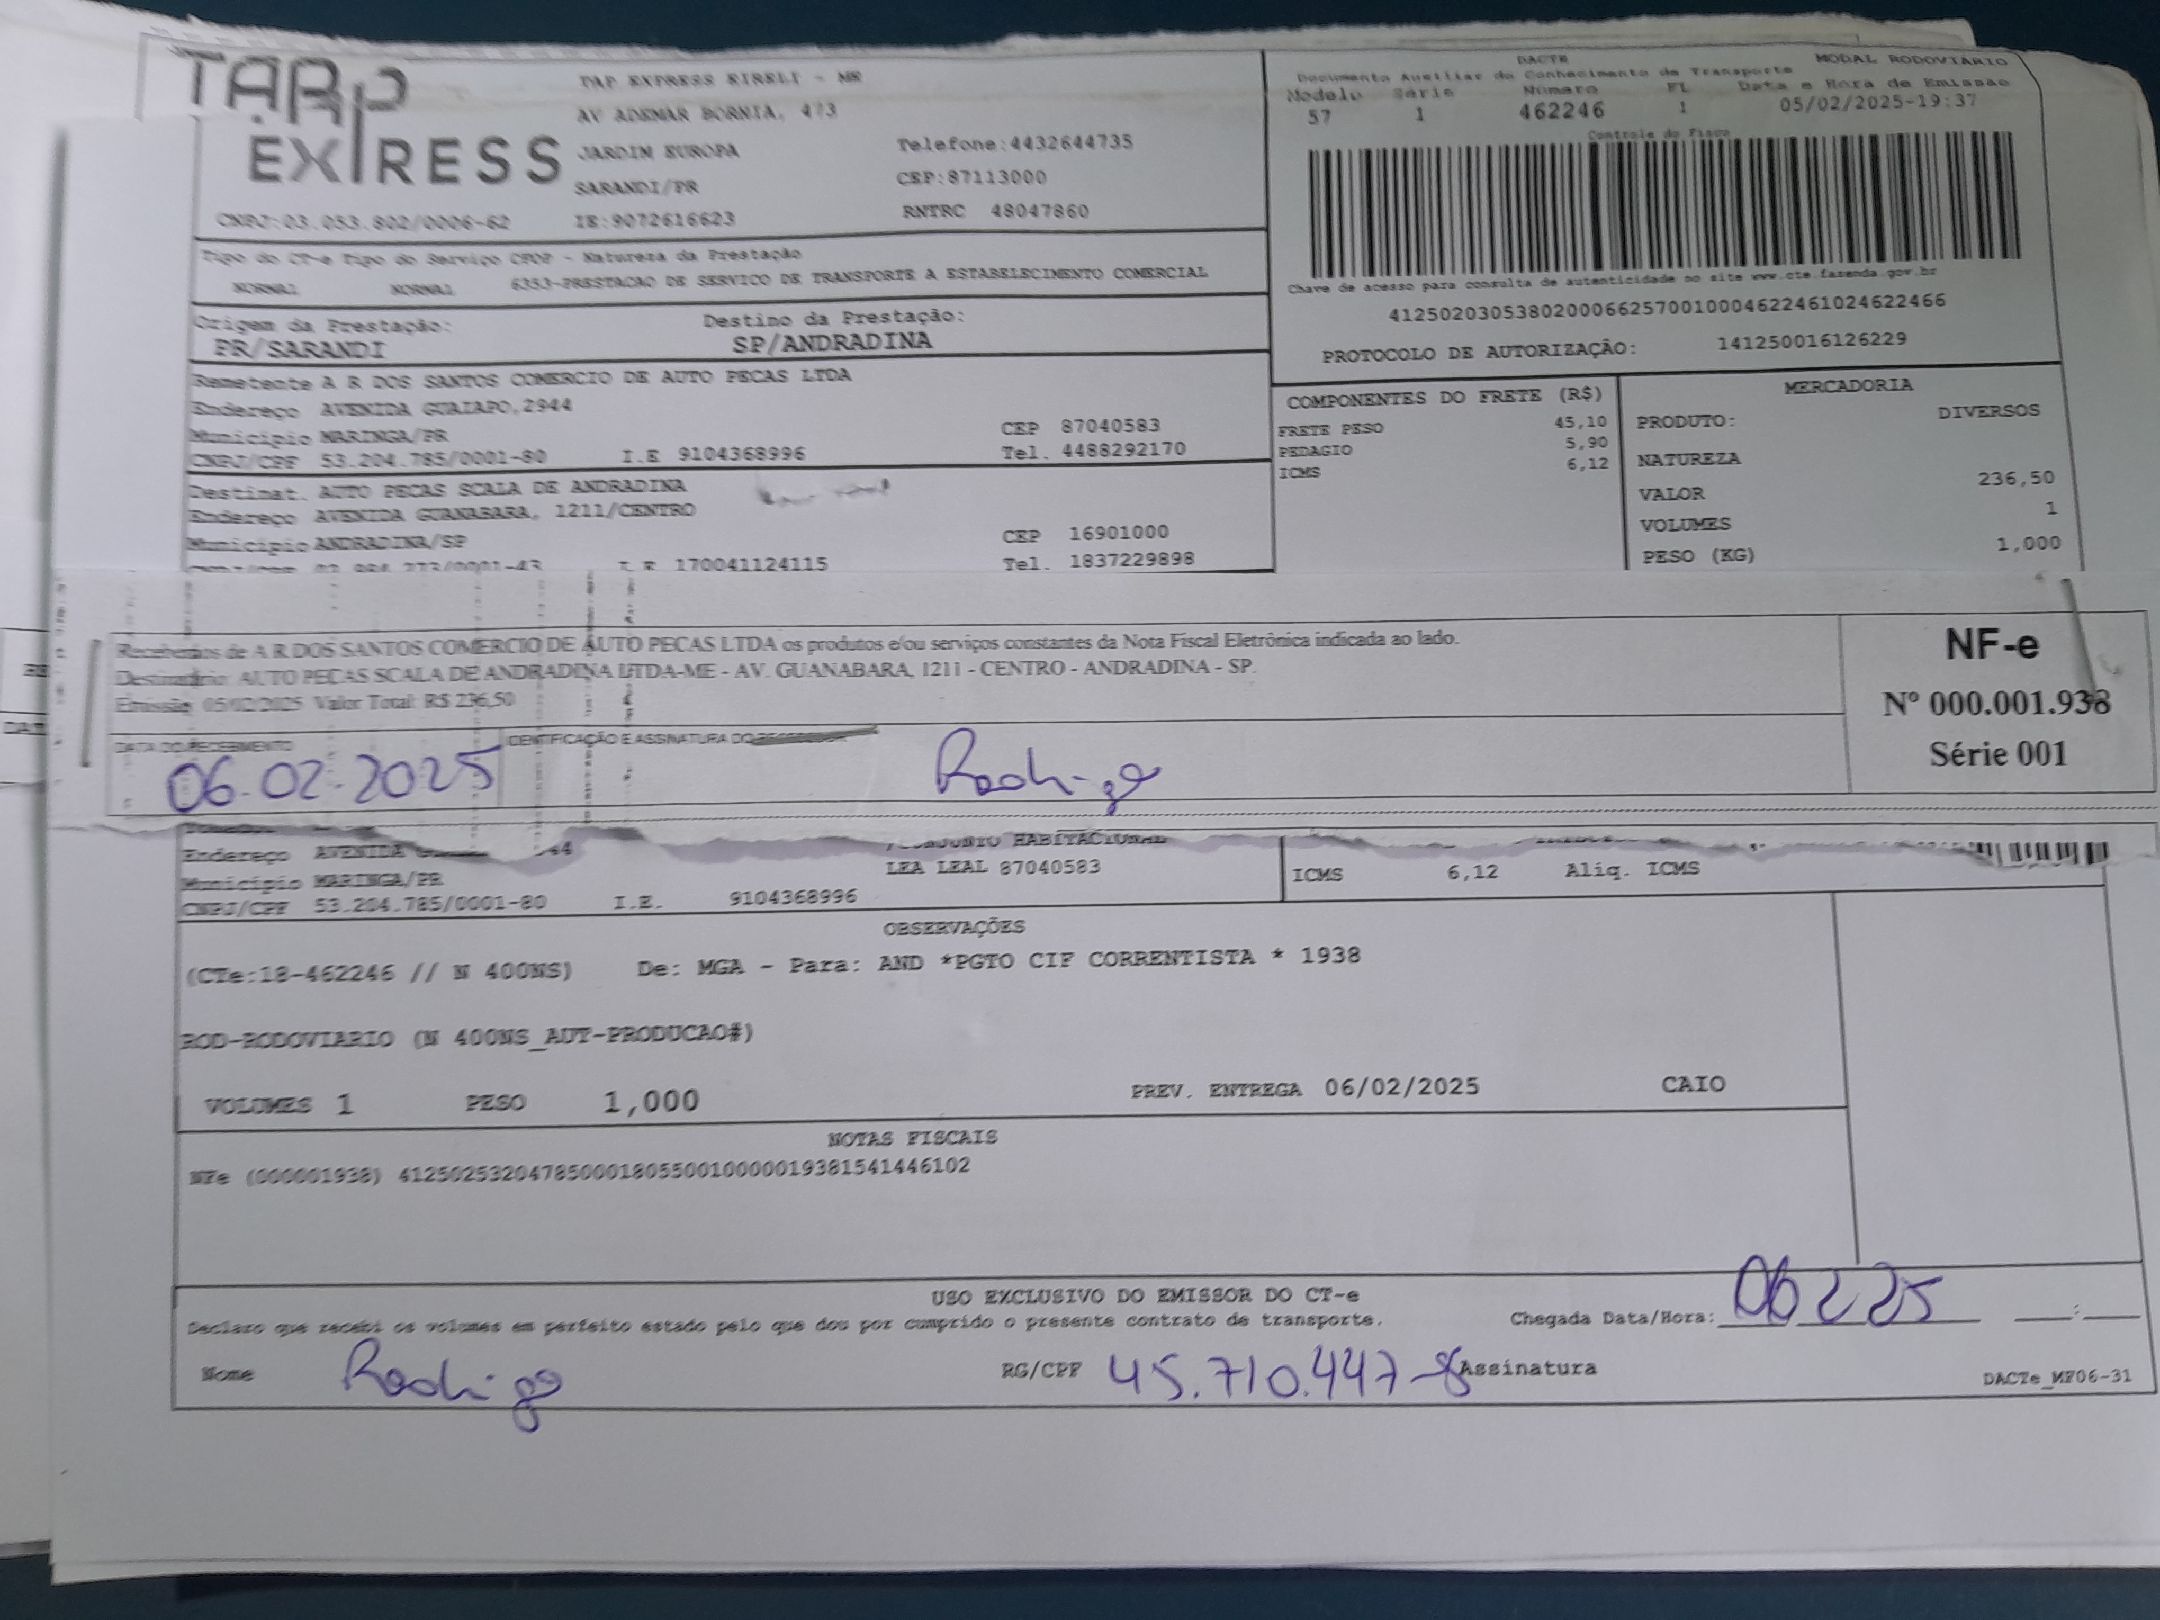 TARP
EXPRESS
TAP EXPRESS EIRELI - ME
AV ADEMAR BORNIA, 473
JARDIM EUROPA
Telefone:4432644735
SARANDI/PR
CEP:87113000
CNPJ:03.053.802/0006-62 IE:9072616623 RNTRC 48047860
DACTE MODAL RODOVIÁRIO
Documento Auxiliar do Conhecimento de Transporte
Modelo Série Número FL Data e Hora de Emissão
57 1 462246 1 05/02/2025-19:37
Controle do Fisco
Chave de acesso para consulta de autenticidade no site www.cte.fazenda.gov.br
41250203053802000662570010004622461024622466
PROTOCOLO DE AUTORIZAÇÃO: 141250016126229
Tipo do CT-e Tipo do Serviço CFOP - Natureza da Prestação
NORMAL NORMAL 6353-PRESTACAO DE SERVICO DE TRANSPORTE A ESTABELECIMENTO COMERCIAL
Origem da Prestação: Destino da Prestação:
PR/SARANDI SP/ANDRADINA
Remetente A R DOS SANTOS COMERCIO DE AUTO PECAS LTDA
Endereço AVENIDA GUAIAPO,2944
Município MARINGA/PR CEP 87040583
CNPJ/CPF 53.204.785/0001-80 I.E 9104368996 Tel. 4488292170
Destinat. AUTO PECAS SCALA DE ANDRADINA
Endereço AVENIDA GUANABARA, 1211/CENTRO
Município ANDRADINA/SP CEP 16901000
I.E 170041124115 Tel. 1837229898
COMPONENTES DO FRETE (R$)
FRETE PESO 45,10
PEDAGIO 5,90
ICMS 6,12
MERCADORIA
PRODUTO: DIVERSOS
NATUREZA
VALOR 236,50
VOLUMES 1
PESO (KG) 1,000
Recebemos de A R DOS SANTOS COMERCIO DE AUTO PECAS LTDA os produtos e/ou serviços constantes da Nota Fiscal Eletrônica indicada ao lado.
Destinatário: AUTO PECAS SCALA DE ANDRADINA LTDA-ME - AV. GUANABARA, 1211 - CENTRO - ANDRADINA - SP.
Emissão: 05/02/2025 Valor Total: R$ 236,50
DATA DO RECEBIMENTO IDENTIFICAÇÃO E ASSINATURA DO
06.02.2025 Rodrigo
NF-e
Nº 000.001.938
Série 001
/CONJUNTO HABITACIONAL
Endereço AVENIDA
LEA LEAL 87040583
Município MARINGA/PR
CNPJ/CPF 53.204.785/0001-80 I.E. 9104368996
ICMS 6,12 Aliq. ICMS
OBSERVAÇÕES
(CTe:18-462246 // N 400NS) De: MGA - Para: AND *PGTO CIF CORRENTISTA * 1938
ROD-RODOVIARIO (N 400NS_AUT-PRODUCAO#)
VOLUMES 1 PESO 1,000 PREV. ENTREGA 06/02/2025 CAIO
NOTAS FISCAIS
NFe (000001938) 41250253204785000180550010000019381541446102
USO EXCLUSIVO DO EMISSOR DO CT-e
Declaro que recebi os volumes em perfeito estado pelo que dou por cumprido o presente contrato de transporte. Chegada Data/Hora: 06 2 25 :
Nome Rodrigo RG/CPF 45.710.447-8 Assinatura DACTe_MF06-31